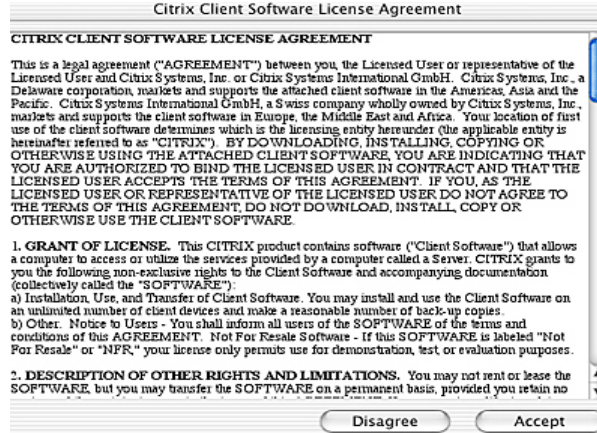 Citrix Client Software License Agreement
CITRIX CLIENT SOFTWARE LICENSE AGREEMENT
This is a legal agreement ("AGREEMENT") between you, the Licensed User or representative of the
Licensed User and Citrix Systems, Inc. or Citrix Systems International GmbH. Citrix Systems, Inc., a
Delaware corporation, markets and supports the attached client software in the Americas, Asia and the
Pacific. Citrix Systems International GmbH, a Swiss company wholly owned by Citrix Systems, Inc.,
markets and supports the client software in Europe, the Middle East and Africa. Your location of first
use of the client software determines which is the licensing entity hereunder (the applicable entity is
hereinafter referred to as "CITRIX"). BY DOWNLOADING, INSTALLING, COPYING OR
OTHERWISE USING THE ATTACHED CLIENT SOFTWARE, YOU ARE INDICATING THAT
YOU ARE AUTHORIZED TO BIND THE LICENSED USER IN CONTRACT AND THAT THE
LICENSED USER ACCEPTS THE TERMS OF THIS AGREEMENT. IF YOU, AS THE
LICENSED USER OR REPRESENTATIVE OF THE LICENSED USER DO NOT AGREE TO
THE TERMS OF THIS AGREEMENT, DO NOT DOWNLOAD, INSTALL, COPY OR
OTHERWISE USE THE CLIENT SOFTWARE.
1. GRANT OF LICENSE. This CITRIX product contains software ("Client Software") that allows
a computer to access or utilize the services provided by a computer called a Server. CITRIX grants to
you the following non-exclusive rights to the Client Software and accompanying documentation
(collectively called the "SOFTWARE"):
a) Installation, Use, and Transfer of Client Software. You may install and use the Client Software on
an unlimited number of client devices and make a reasonable number of back-up copies.
b) Other. Notice to Users - You shall inform all users of the SOFTWARE of the terms and
conditions of this AGREEMENT. Not For Resale Software - If this SOFTWARE is labeled "Not
For Resale" or "NFR," your license only permits use for demonstration, test, or evaluation purposes.
2. DESCRIPTION OF OTHER RIGHTS AND LIMITATIONS. You may not rent or lease the
SOFTWARE, but you may transfer the SOFTWARE on a permanent basis, provided you retain no
Disagree
Accept